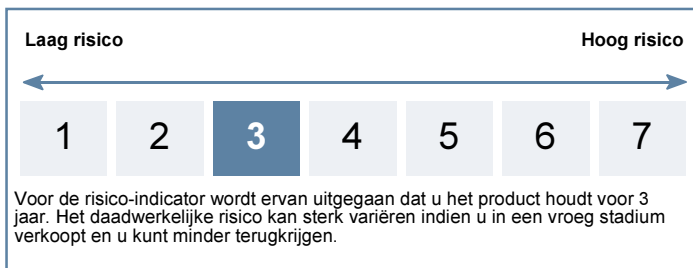 Laag risico Hoog risico
1 2 3 4 5 6 7
Voor de risico-indicator wordt ervan uitgegaan dat u het product houdt voor 3
jaar. Het daadwerkelijke risico kan sterk variëren indien u in een vroeg stadium
verkoopt en u kunt minder terugkrijgen.